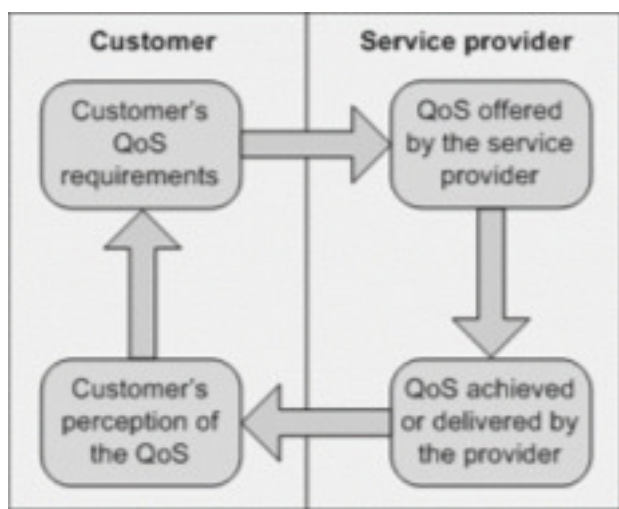 Customer
Service provider
Customer's
QoS
requirements
QoS offered
by the service
provider
Customer's
perception of
the QoS
QoS achieved
or delivered by
the provider